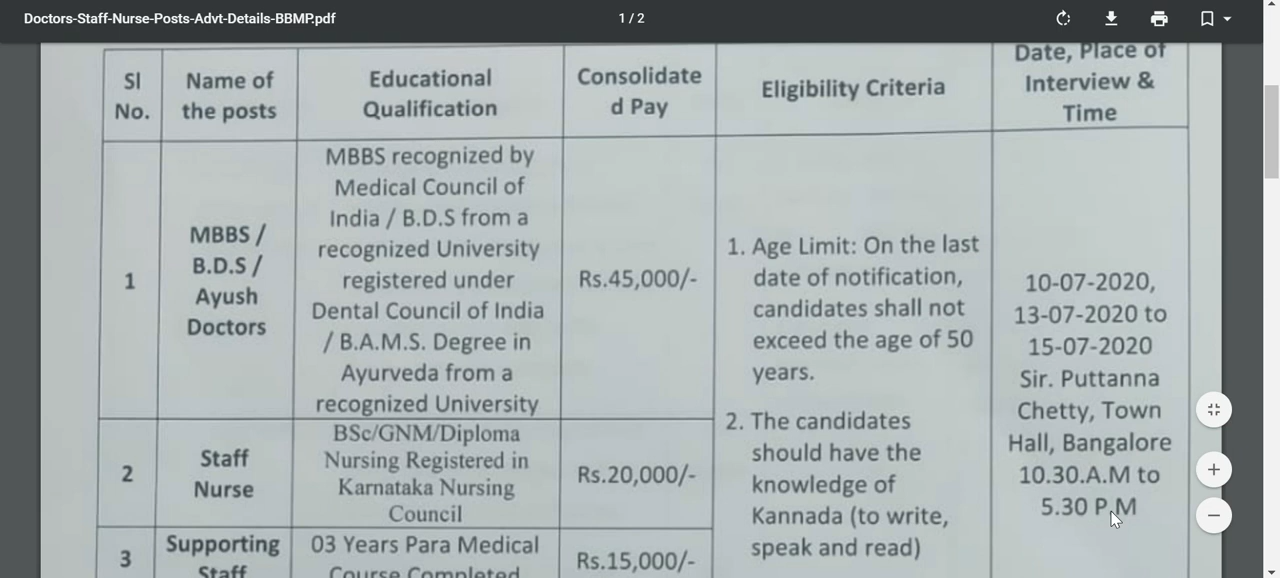 Doctors-Staff-Nurse-Posts-Advt-Details-BBMP.pdf
1 / 2
Sl
No.
Name of
the posts
Educational
Qualification
Consolidate
d Pay
Eligibility Criteria
Date, Place of
Interview &
Time
1
MBBS /
B.D.S /
Ayush
Doctors
MBBS recognized by
Medical Council of
India / B.D.S from a
recognized University
registered under
Dental Council of India
/ B.A.M.S. Degree in
Ayurveda from a
recognized University
Rs.45,000/-
1. Age Limit: On the last
date of notification,
candidates shall not
exceed the age of 50
years.
2. The candidates
should have the
knowledge of
Kannada (to write,
speak and read)
10-07-2020,
13-07-2020 to
15-07-2020
Sir. Puttanna
Chetty, Town
Hall, Bangalore
10.30.A.M to
5.30 P.M
2
Staff
Nurse
BSc/GNM/Diploma
Nursing Registered in
Karnataka Nursing
Council
Rs.20,000/-
3
Supporting
Staff
03 Years Para Medical
Course Completed
Rs.15,000/-